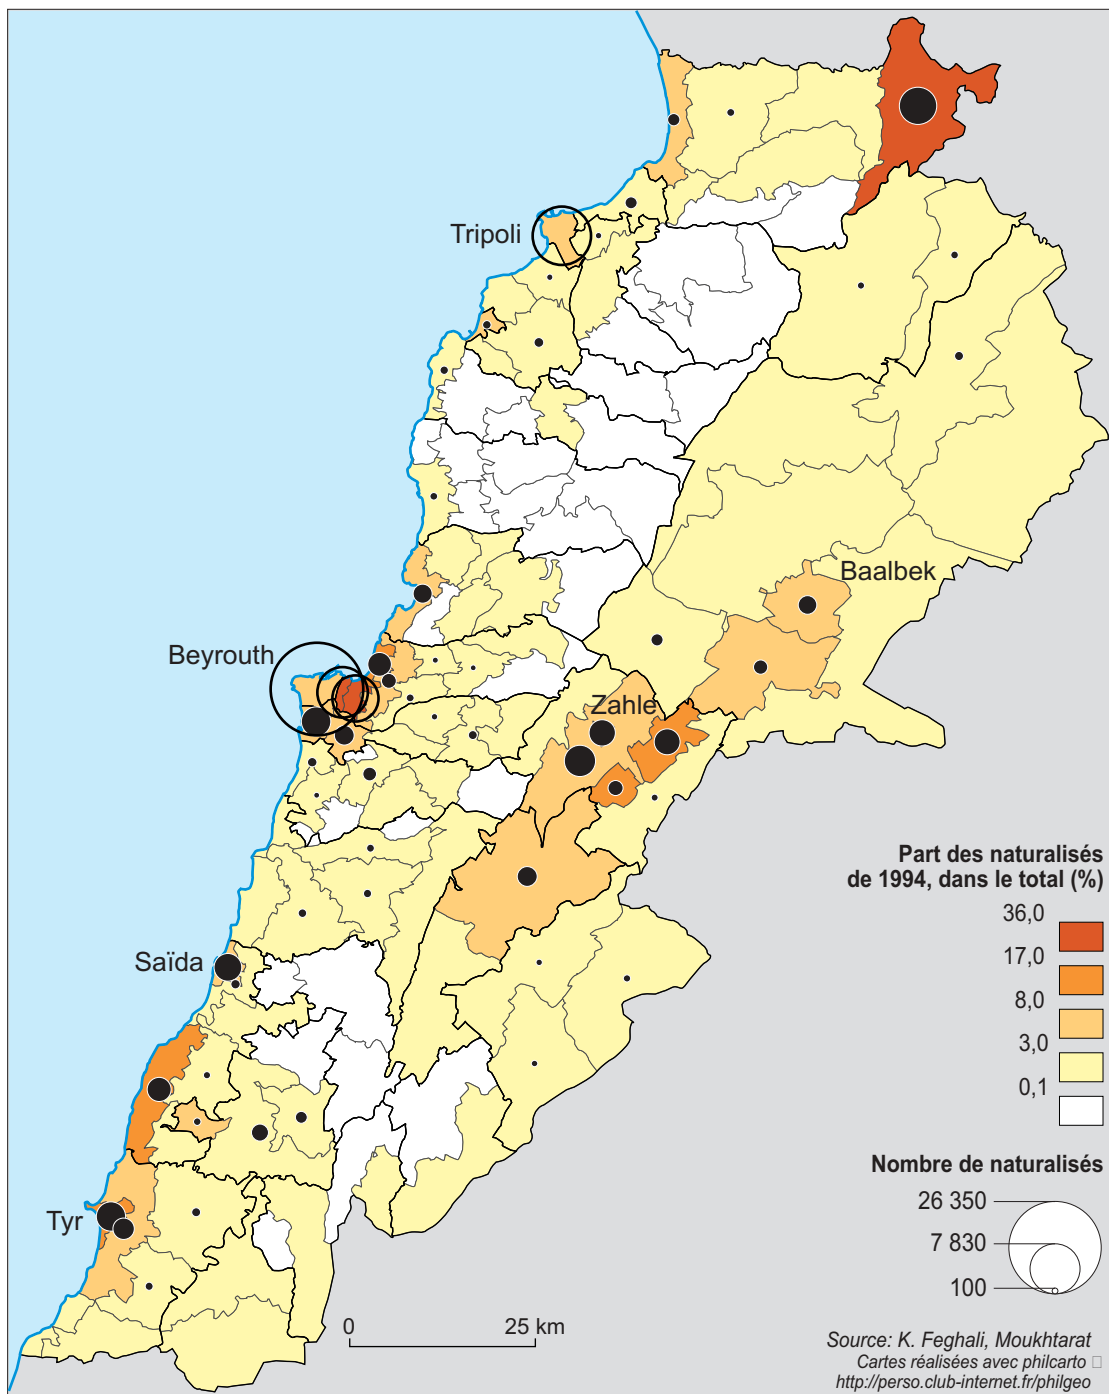 Tripoli
Baalbek
Beyrouth
Zahle
Saïda
Tyr
Part des naturalisés
de 1994, dans le total (%)
36,0
17,0
8,0
3,0
0,1
Nombre de naturalisés
26 350
7 830
100
0 25 km
Source: K. Feghali, Moukhtarat
Cartes réalisées avec philcarto □
http://perso.club-internet.fr/philgeo